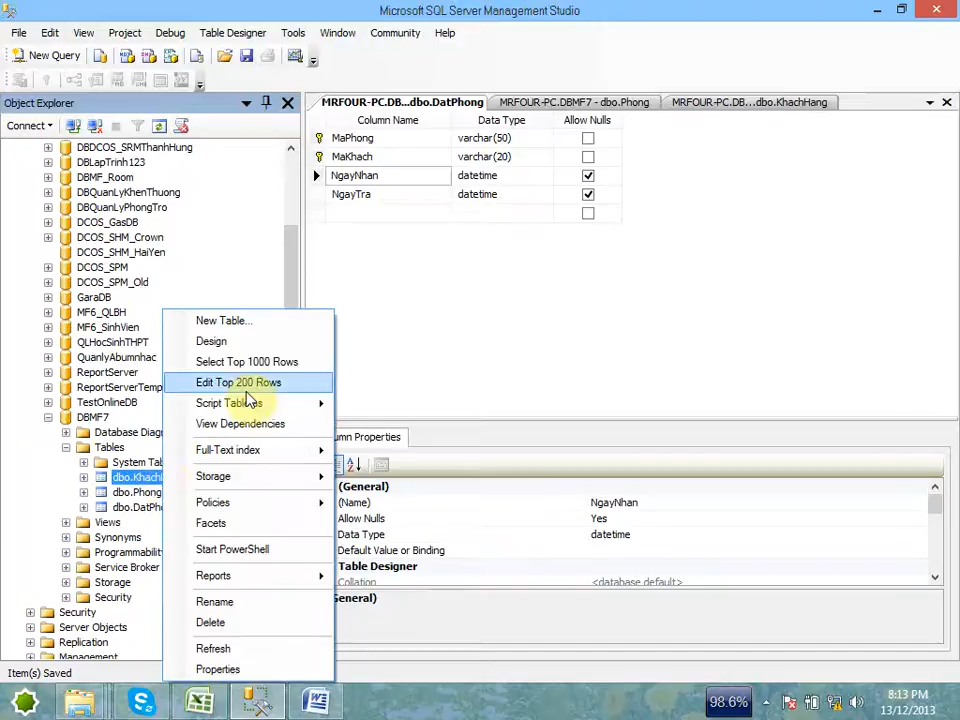 Microsoft SQL Server Management Studio
File Edit View Project Debug Table Designer Tools Window Community Help
New Query
Object Explorer
Connect
DBDCOS_SRMThanhHung
DBLapTrinh123
DBMF_Room
DBQuanLyKhenThuong
DBQuanLyPhongTro
DCOS_GasDB
DCOS_SHM_Crown
DCOS_SHM_HaiYen
DCOS_SPM
DCOS_SPM_Old
GaraDB
MF6_QLBH
MF6_SinhVien
QLHocSinhTHPT
QuanlyAbumnhac
ReportServer
ReportServerTemp
TestOnlineDB
DBMF7
Database Diag
Tables
System Tab
dbo.Khachl
dbo.Phong
dbo.DatPho
Views
Synonyms
Programmabilit
Service Broker
Storage
Security
Security
Server Objects
Replication
Management
New Table...
Design
Select Top 1000 Rows
Edit Top 200 Rows
Script Table as
View Dependencies
Full-Text index
Storage
Policies
Facets
Start PowerShell
Reports
Rename
Delete
Refresh
Properties
MRFOUR-PC.DB...dbo.DatPhong MRFOUR-PC.DBMF7 - dbo.Phong MRFOUR-PC.DB...dbo.KhachHang
Column Name Data Type Allow Nulls
MaPhong varchar(50)
MaKhach varchar(20)
NgayNhan datetime
NgayTra datetime
umn Properties
(General)
(Name) NgayNhan
Allow Nulls Yes
Data Type datetime
Default Value or Binding
Table Designer
Collation <database default>
General)
Item(s) Saved
98.6%
8:13 PM
13/12/2013